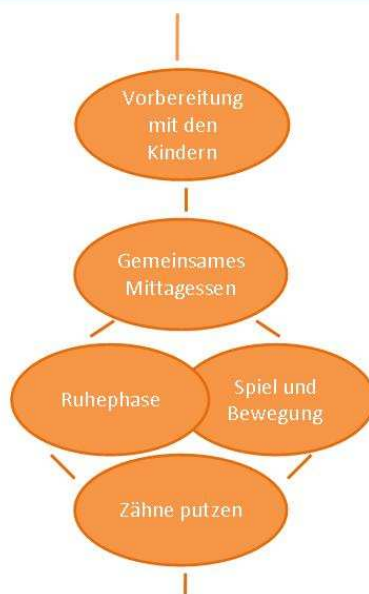 Vorbereitung
mit den
Kindern
Gemeinsames
Mittagessen
Ruhephase
Spiel und
Bewegung
Zähne putzen